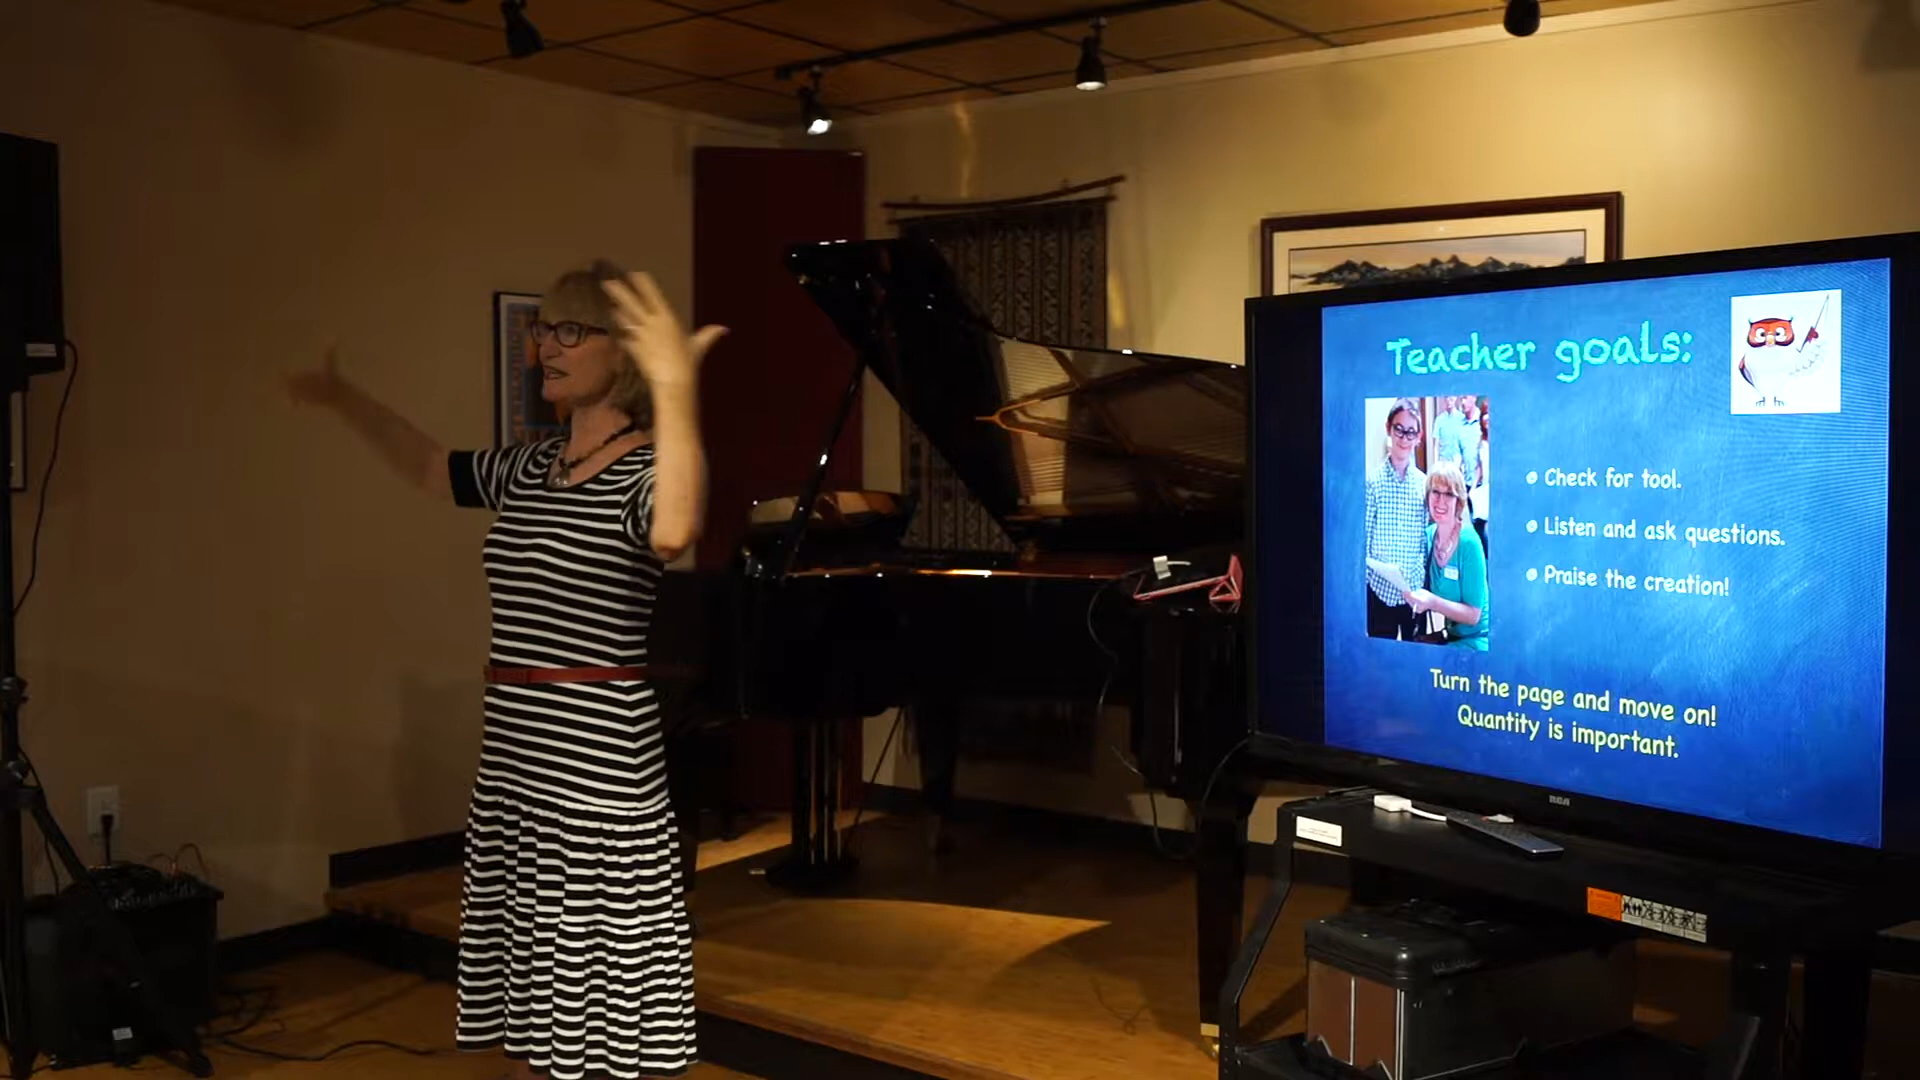 Teacher goals:
Check for tool.
Listen and ask questions.
Praise the creation!
Turn the page and move on!
Quantity is important.
RCA